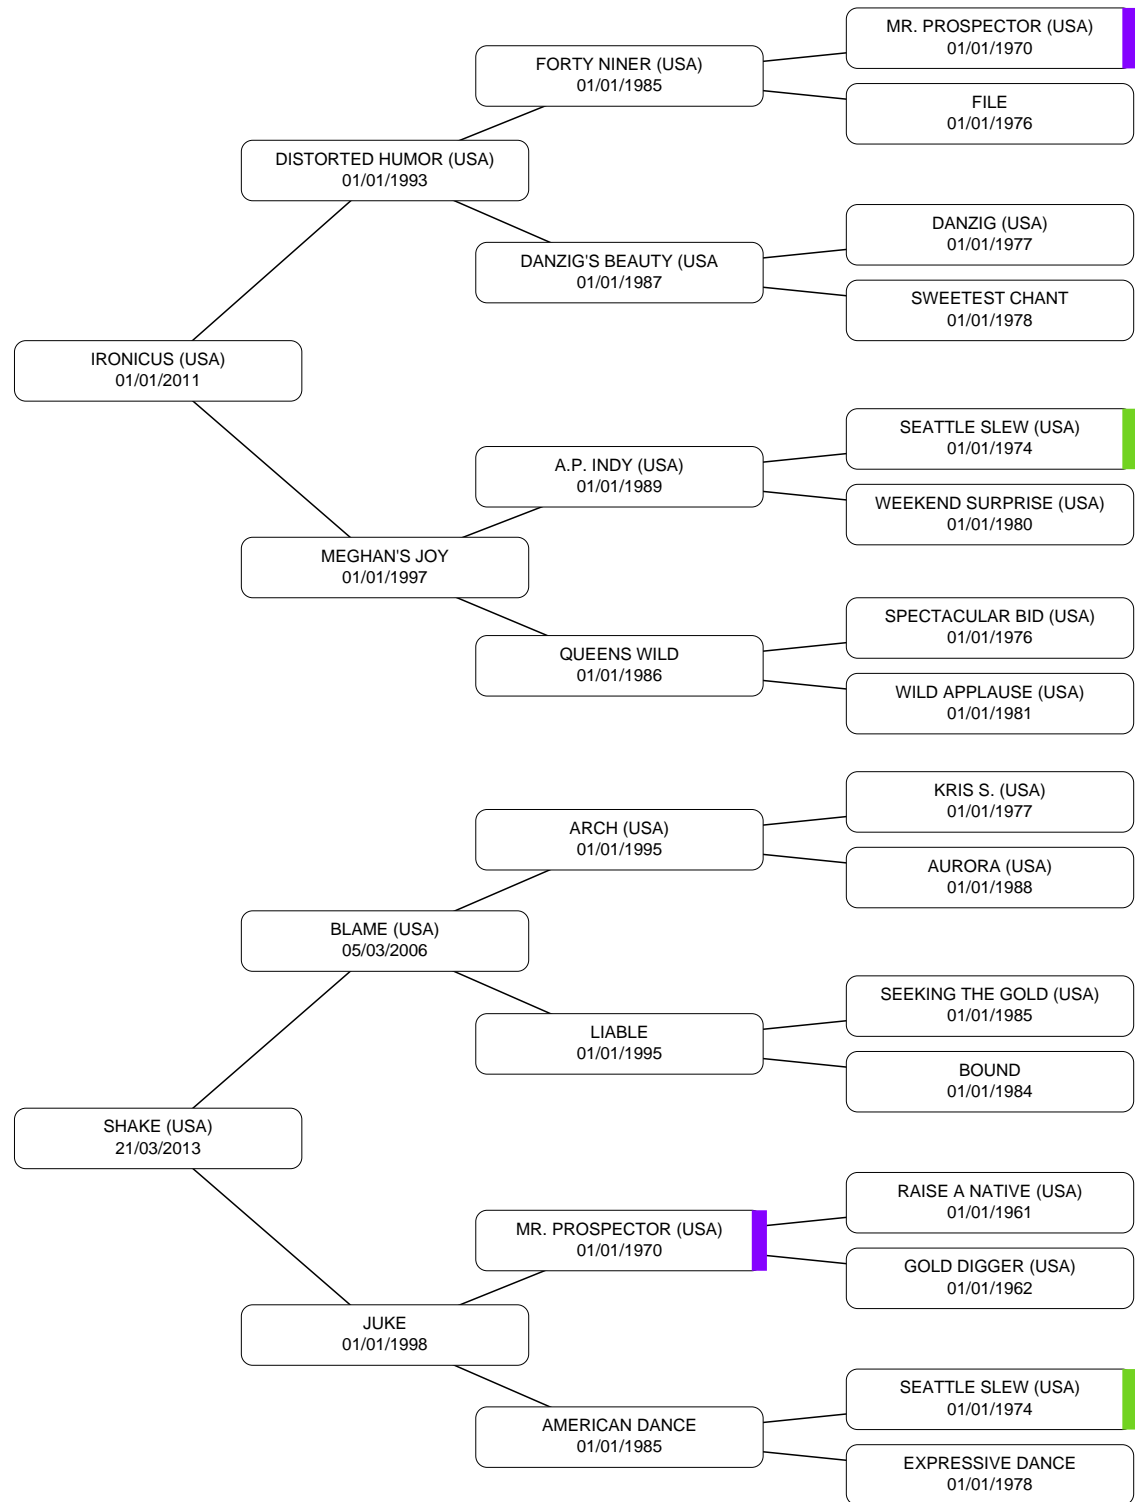 MR. PROSPECTOR (USA)
01/01/1970
FORTY NINER (USA)
01/01/1985
FILE
01/01/1976
DISTORTED HUMOR (USA)
01/01/1993
DANZIG (USA)
01/01/1977
DANZIG'S BEAUTY (USA
01/01/1987
SWEETEST CHANT
01/01/1978
IRONICUS (USA)
01/01/2011
SEATTLE SLEW (USA)
01/01/1974
A.P. INDY (USA)
01/01/1989
WEEKEND SURPRISE (USA)
01/01/1980
MEGHAN'S JOY
01/01/1997
SPECTACULAR BID (USA)
01/01/1976
QUEENS WILD
01/01/1986
WILD APPLAUSE (USA)
01/01/1981
KRIS S. (USA)
01/01/1977
ARCH (USA)
01/01/1995
AURORA (USA)
01/01/1988
BLAME (USA)
05/03/2006
SEEKING THE GOLD (USA)
01/01/1985
LIABLE
01/01/1995
BOUND
01/01/1984
SHAKE (USA)
21/03/2013
RAISE A NATIVE (USA)
01/01/1961
MR. PROSPECTOR (USA)
01/01/1970
GOLD DIGGER (USA)
01/01/1962
JUKE
01/01/1998
SEATTLE SLEW (USA)
01/01/1974
AMERICAN DANCE
01/01/1985
EXPRESSIVE DANCE
01/01/1978